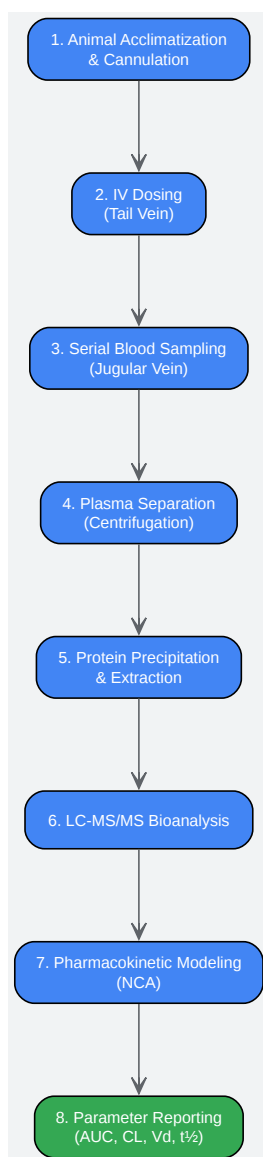 1. Animal Acclimatization
& Cannulation
2. IV Dosing
(Tail Vein)
3. Serial Blood Sampling
(Jugular Vein)
4. Plasma Separation
(Centrifugation)
5. Protein Precipitation
& Extraction
6. LC-MS/MS Bioanalysis
7. Pharmacokinetic Modeling
(NCA)
8. Parameter Reporting
(AUC, CL, Vd, t½)